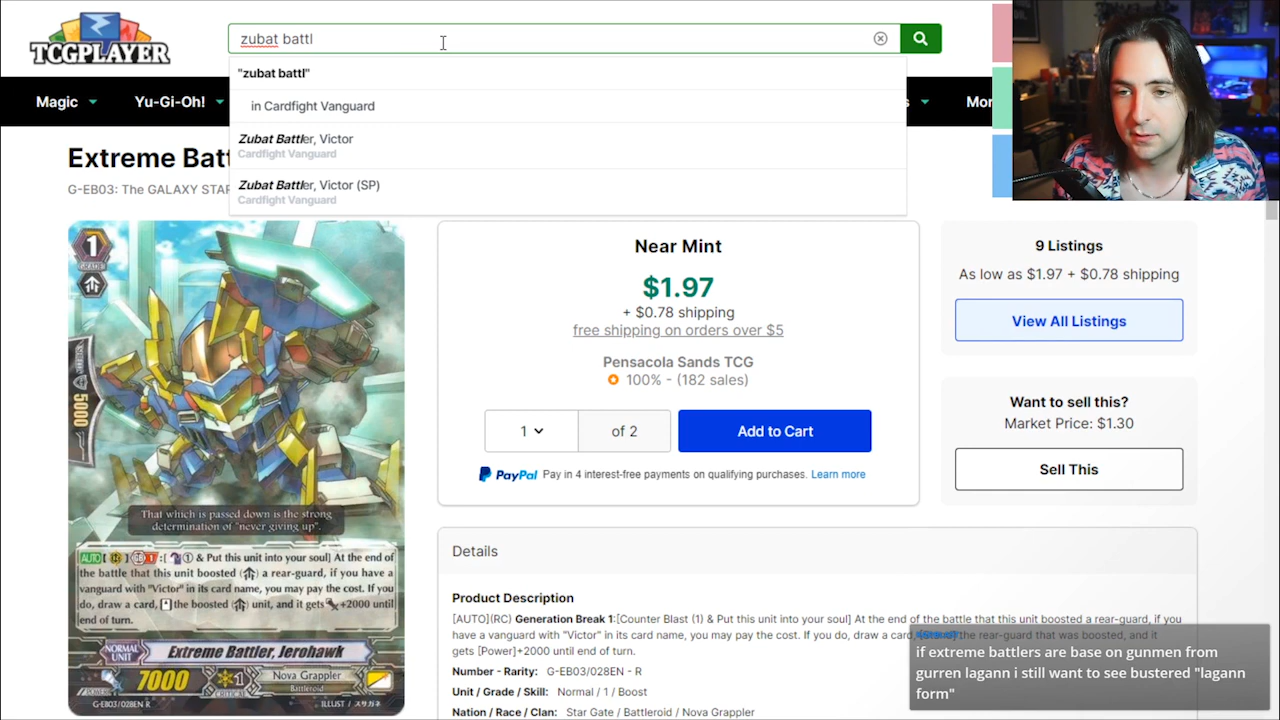 TCGPLAYER
zubat battl
"zubat battl"
in Cardfight Vanguard
Zubat Battler, Victor
Cardfight Vanguard
Zubat Battler, Victor (SP)
Cardfight Vanguard
Magic
Yu-Gi-Oh!
Mor
Extreme Batt
G-EB03: The GALAXY STAR
1
GRADE
5000
That which is passed down is the strong
determination of "never giving up".
AUTO [ 1 :[ ① & Put this unit into your soul] At the end of
the battle that this unit boosted ( ) a rear-guard, if you have a
vanguard with "Victor" in its card name, you may pay the cost. If you
do, draw a card, the boosted ( ) unit, and it gets +2000 until
end of turn.
NORMAL
UNIT
Extreme Battler, Jerohawk
POWER
7000
1
Nova Grappler
Battleroid
G-EB03/028EN R
ILLUST / スサガネ
Near Mint
$1.97
+ $0.78 shipping
free shipping on orders over $5
Pensacola Sands TCG
100% - (182 sales)
1
of 2
Add to Cart
PayPal Pay in 4 interest-free payments on qualifying purchases. Learn more
9 Listings
As low as $1.97 + $0.78 shipping
View All Listings
Want to sell this?
Market Price: $1.30
Sell This
Details
Product Description
[AUTO](RC) Generation Break 1:[Counter Blast (1) & Put this unit into your soul] At the end of the battle that this unit boosted a rear-guard, if you
have a vanguard with "Victor" in its card name, you may pay the cost. If you do, draw a card, the rear-guard that was boosted, and it
gets [Power]+2000 until end of turn.
Number - Rarity: G-EB03/028EN - R
Unit / Grade / Skill: Normal / 1 / Boost
Nation / Race / Clan: Star Gate / Battleroid / Nova Grappler
if extreme battlers are base on gunmen from
gurren lagann i still want to see bustered "lagann
form"